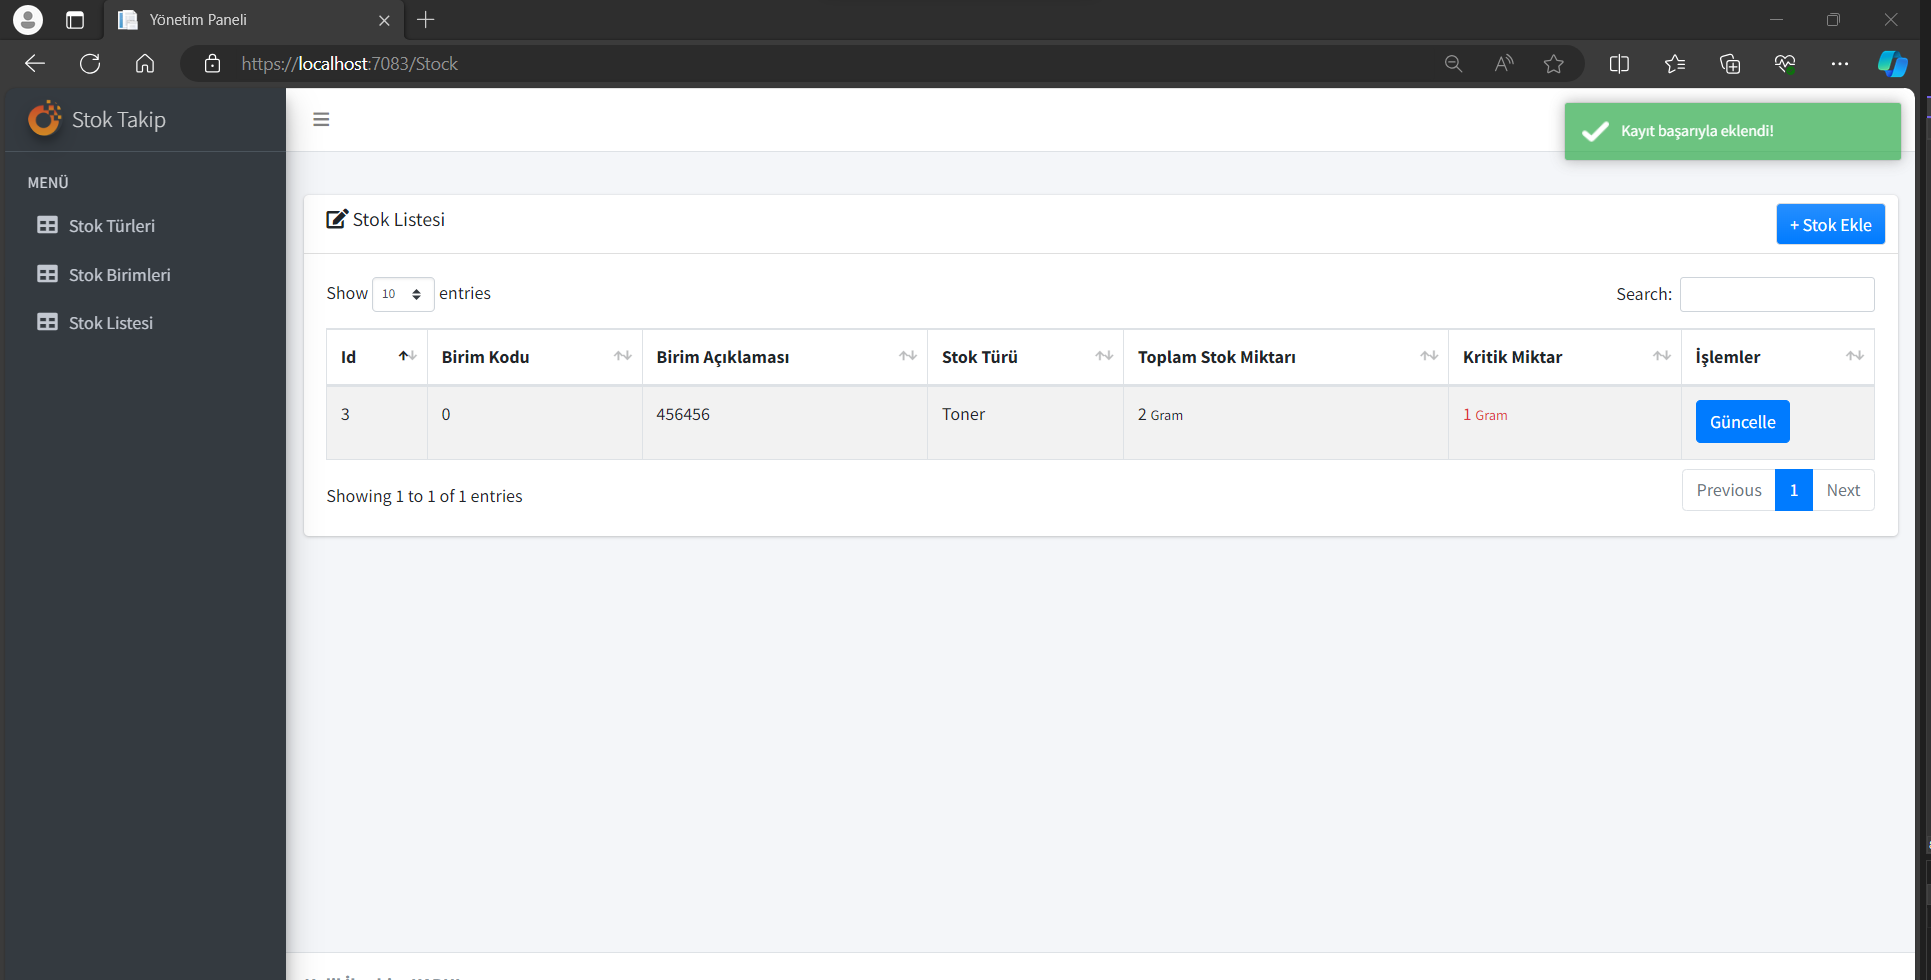 Yönetim Paneli
https://localhost:7083/Stock
Stok Takip
Kayıt başarıyla eklendi!
MENÜ
Stok Türleri
Stok Birimleri
Stok Listesi
Stok Listesi
+ Stok Ekle
Show 10 entries
Search:
Id Birim Kodu Birim Açıklaması Stok Türü Toplam Stok Miktarı Kritik Miktar İşlemler
3 0 456456 Toner 2 Gram 1 Gram Güncelle
Showing 1 to 1 of 1 entries
Previous 1 Next